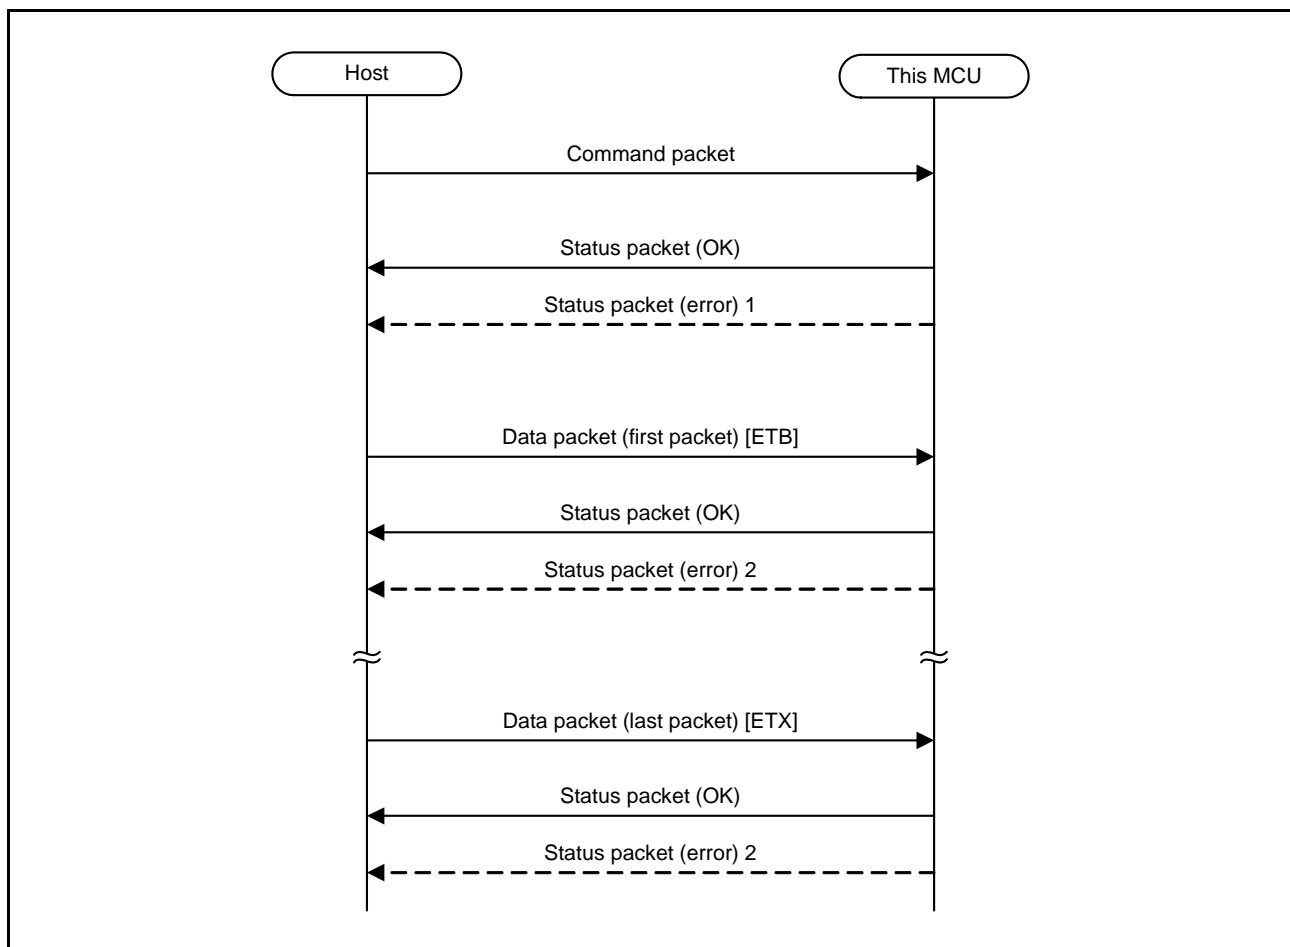 Host
This MCU
Command packet
Status packet (OK)
Status packet (error) 1
Data packet (first packet) [ETB]
Status packet (OK)
Status packet (error) 2
Data packet (last packet) [ETX]
Status packet (OK)
Status packet (error) 2